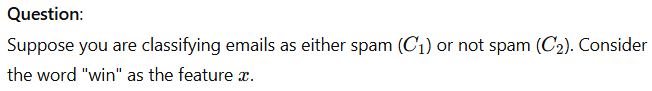 Question:
Suppose you are classifying emails as either spam (C₁) or not spam (C₂). Consider
the word "win" as the feature x.